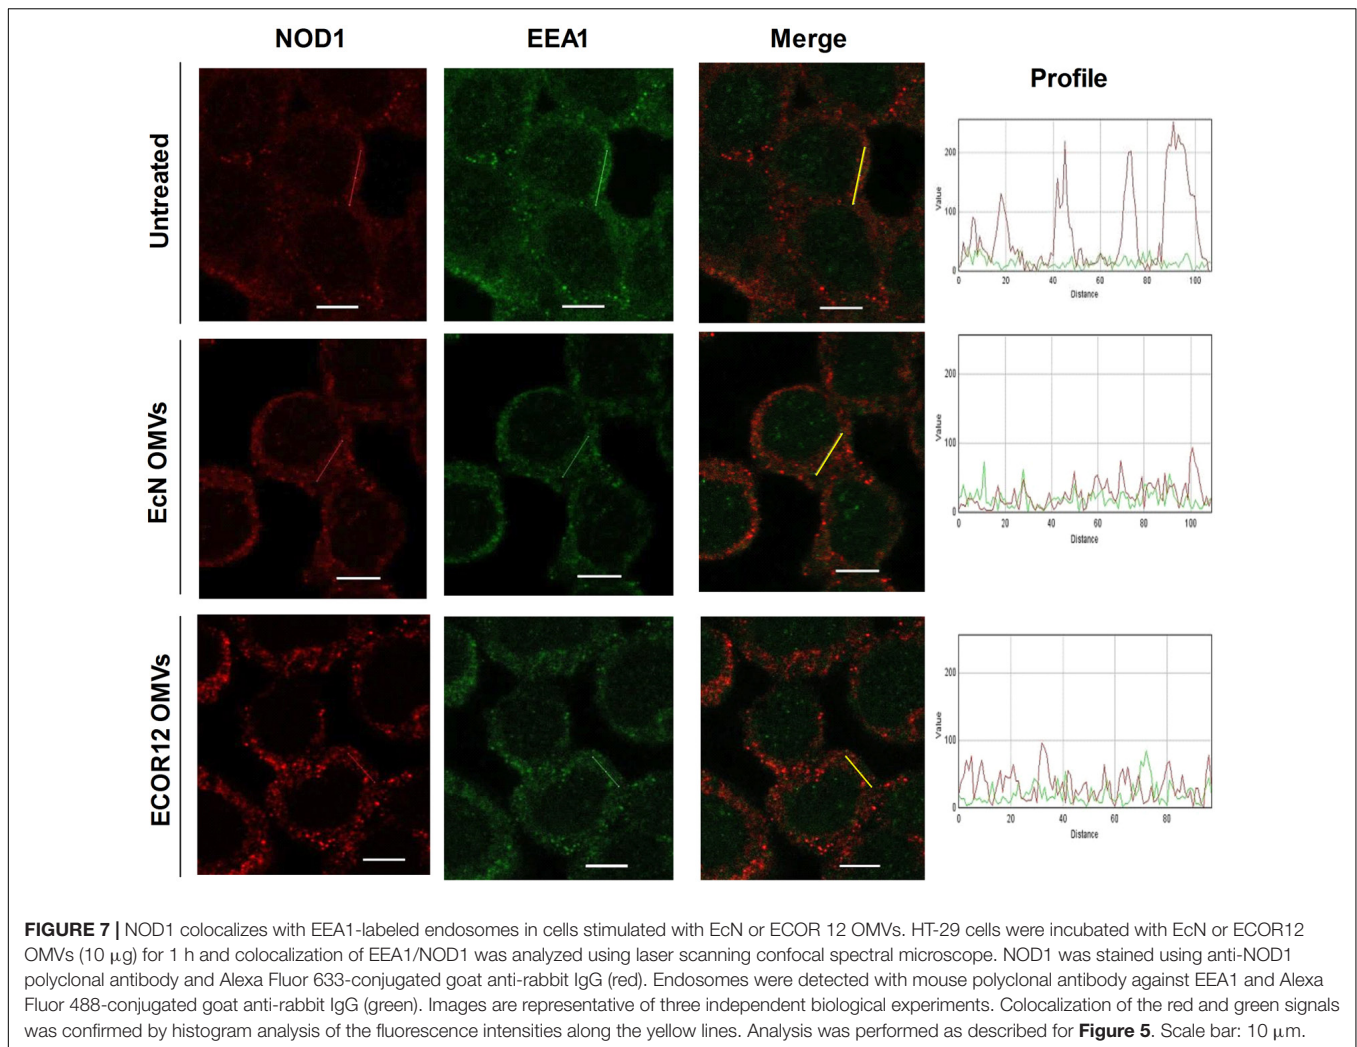 NOD1
EEA1
Merge
Profile
Untreated
200
100
0
Value
0 20 40 60 80 100
Distance
EcN OMVs
200
100
0
Value
0 20 40 60 80 100
Distance
ECOR12 OMVs
200
100
0
Value
0 20 40 60 80
Distance
FIGURE 7 | NOD1 colocalizes with EEA1-labeled endosomes in cells stimulated with EcN or ECOR 12 OMVs. HT-29 cells were incubated with EcN or ECOR12
OMVs (10 μg) for 1 h and colocalization of EEA1/NOD1 was analyzed using laser scanning confocal spectral microscope. NOD1 was stained using anti-NOD1
polyclonal antibody and Alexa Fluor 633-conjugated goat anti-rabbit IgG (red). Endosomes were detected with mouse polyclonal antibody against EEA1 and Alexa
Fluor 488-conjugated goat anti-rabbit IgG (green). Images are representative of three independent biological experiments. Colocalization of the red and green signals
was confirmed by histogram analysis of the fluorescence intensities along the yellow lines. Analysis was performed as described for Figure 5. Scale bar: 10 μm.